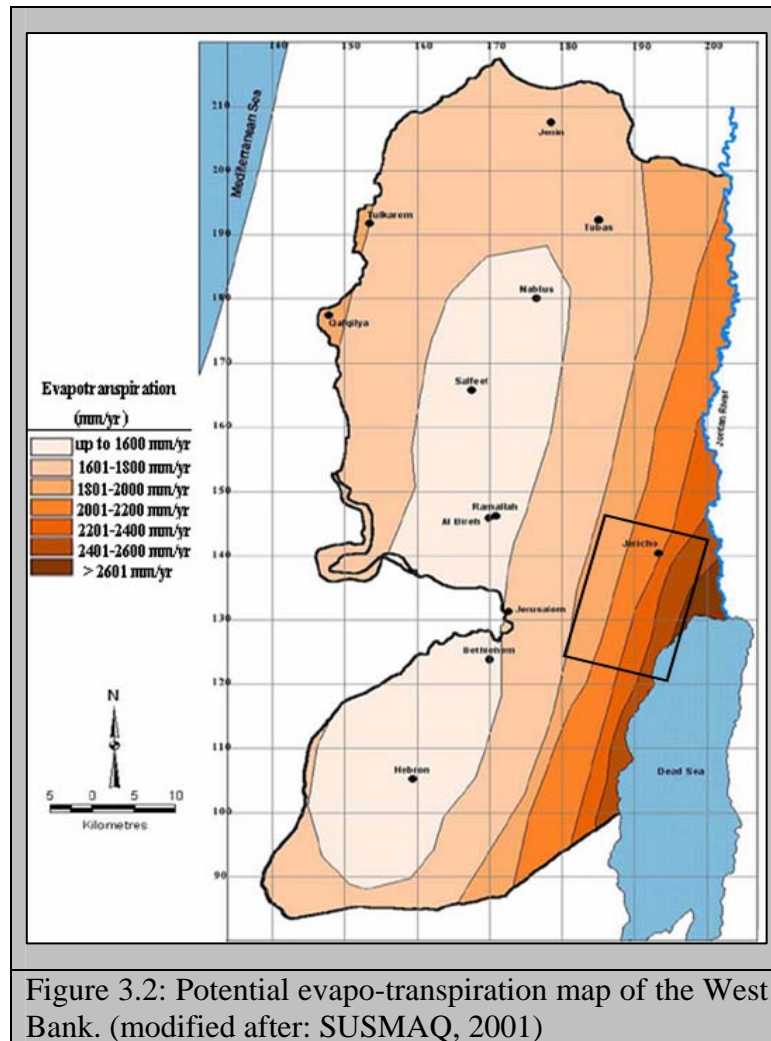 140 150 160 170 180 190 200
Mediterranean Sea
210
Jenin
200
Tulkarem
190
Tubas
180
Nablus
Qalqilya
170
Salfeet
Evapotranspiration
(mm/yr)
up to 1600 mm/yr
1601-1800 mm/yr
1801-2000 mm/yr
2001-2200 mm/yr
2201-2400 mm/yr
2401-2600 mm/yr
> 2601 mm/yr
160
Jordan River
150
Ramallah
Al Bireh
Jericho
140
130
Jerusalem
Bethlehem
120
N
110
Hebron
Dead Sea
5 0 5 10
Kilometres
100
90
Figure 3.2: Potential evapo-transpiration map of the West
Bank. (modified after: SUSMAQ, 2001)